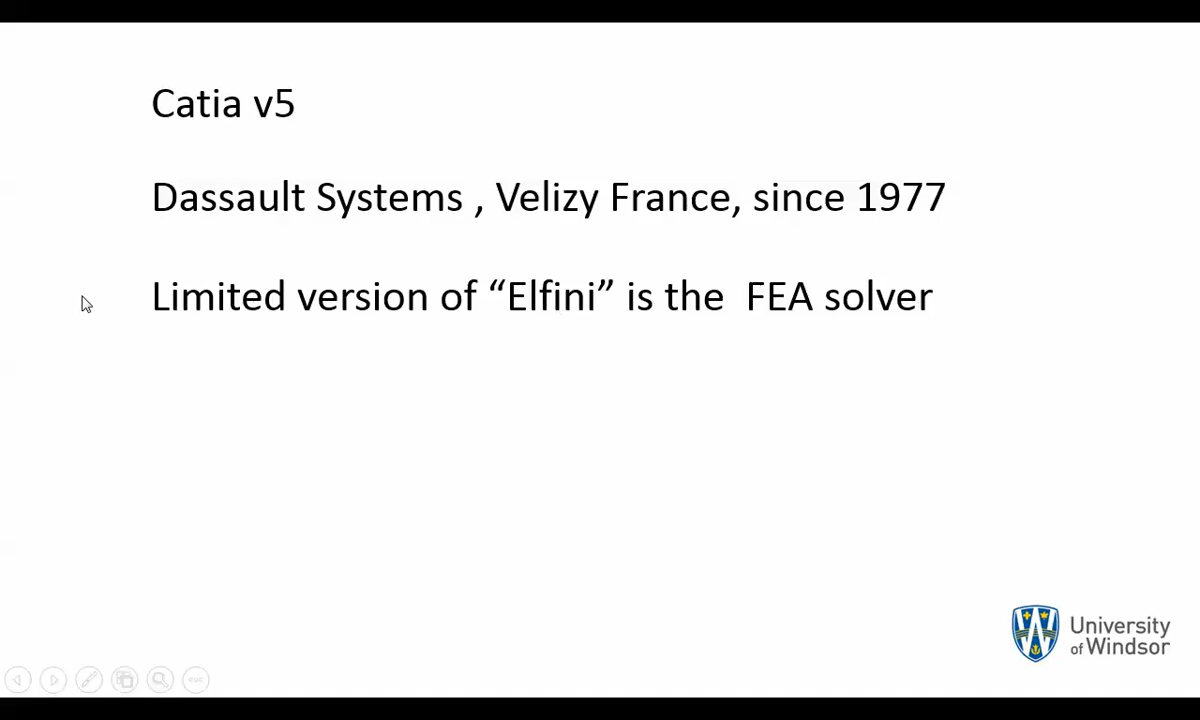 Catia v5
Dassault Systems , Velizy France, since 1977
Limited version of “Elfini” is the  FEA solver
University
of Windsor